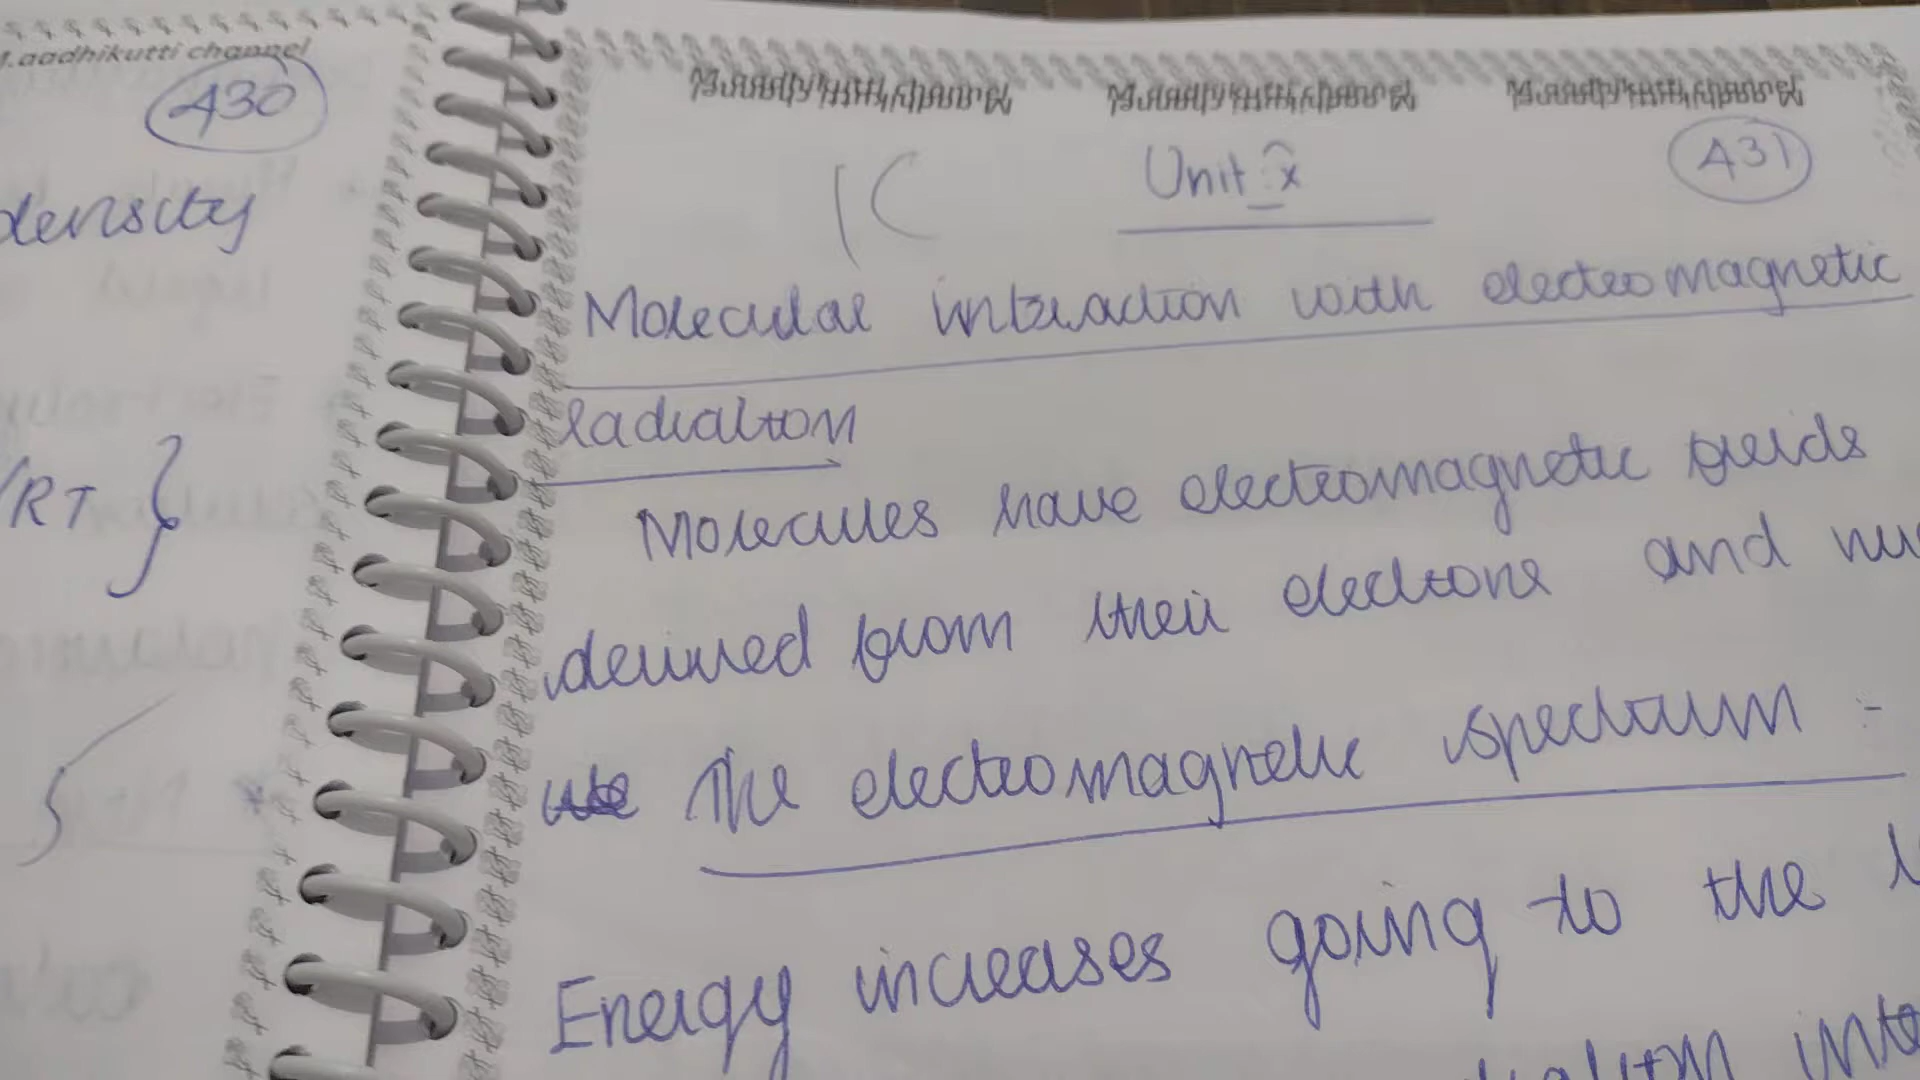 M.aadhikutti channel
430
density
/RT }
431
Unit : x
Molecular interaction with electromagnetic
radiation
Molecules have electromagnetic fields
derived from their electrons and nu
The electromagnetic spectrum :-
Energy increases going to the l